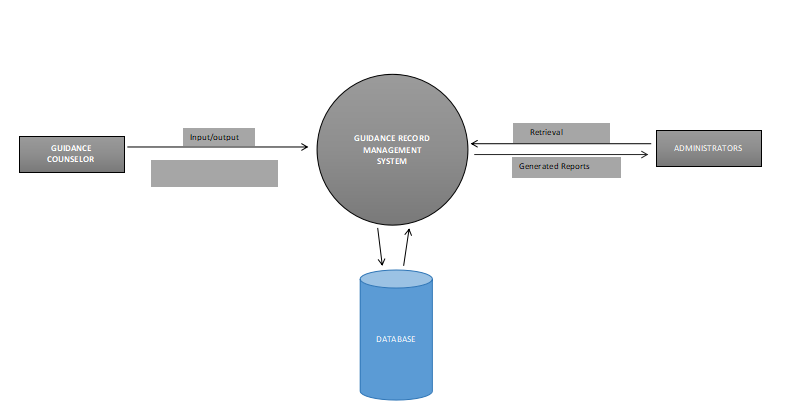 Input/output
GUIDANCE
COUNSELOR
GUIDANCE RECORD
MANAGEMENT
SYSTEM
Retrieval
Generated Reports
ADMINISTRATORS
DATABASE